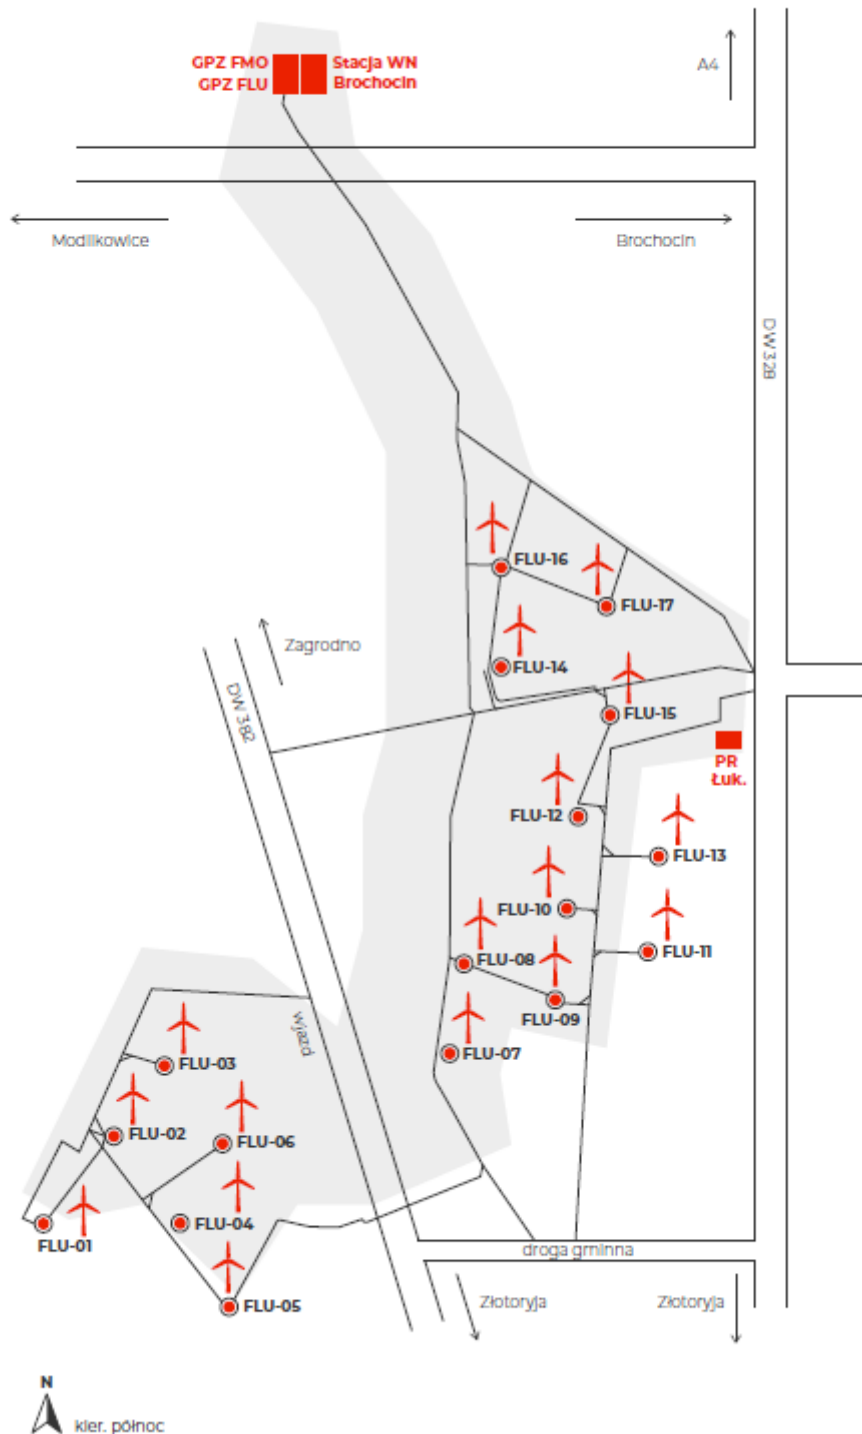 GPZ FMO
GPZ FLU
Stacja WN
Brochocin
A4
Modlikowice
Brochocin
DW 328
FLU-16
FLU-17
Zagrodno
FLU-14
DW 382
FLU-15
PR
Łuk.
FLU-12
FLU-13
FLU-10
FLU-11
FLU-08
FLU-09
wjazd
FLU-07
FLU-03
FLU-02
FLU-06
FLU-04
FLU-01
droga gminna
FLU-05
Złotoryja
Złotoryja
N
kier. północ